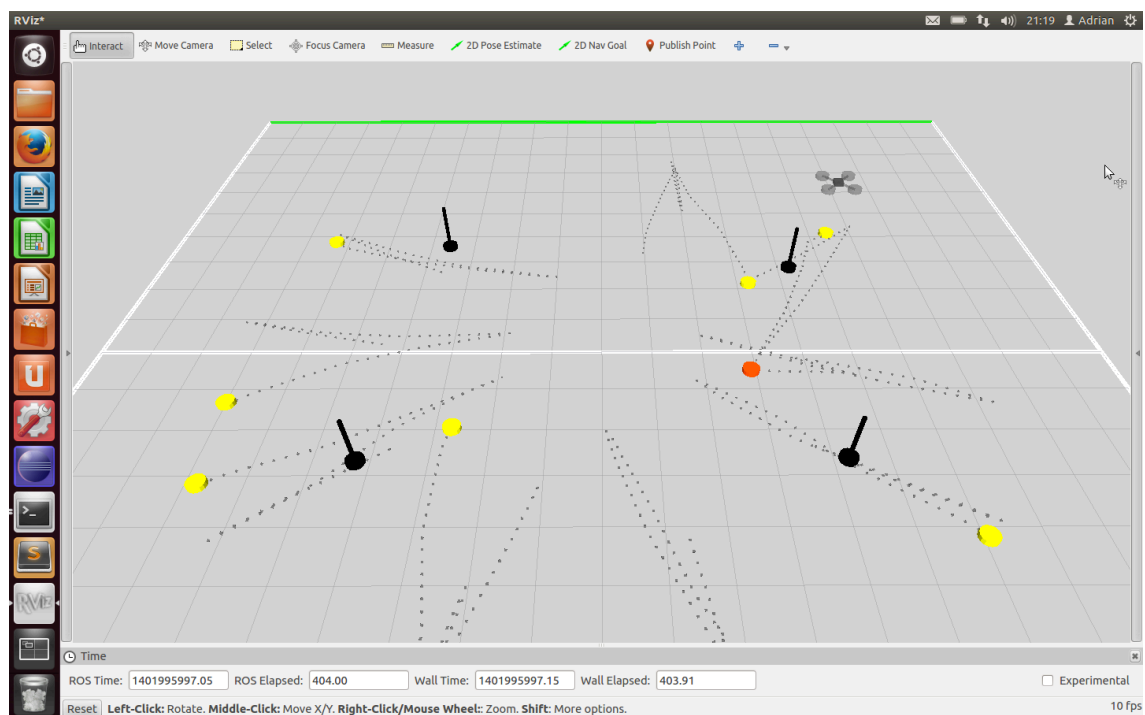 RViz* 21:19 Adrian
Interact Move Camera Select Focus Camera Measure 2D Pose Estimate 2D Nav Goal Publish Point
Time
ROS Time: 1401995997.05 ROS Elapsed: 404.00 Wall Time: 1401995997.15 Wall Elapsed: 403.91 Experimental
Reset Left-Click: Rotate. Middle-Click: Move X/Y. Right-Click/Mouse Wheel:: Zoom. Shift: More options. 10 fps
U
>_
S
RViz